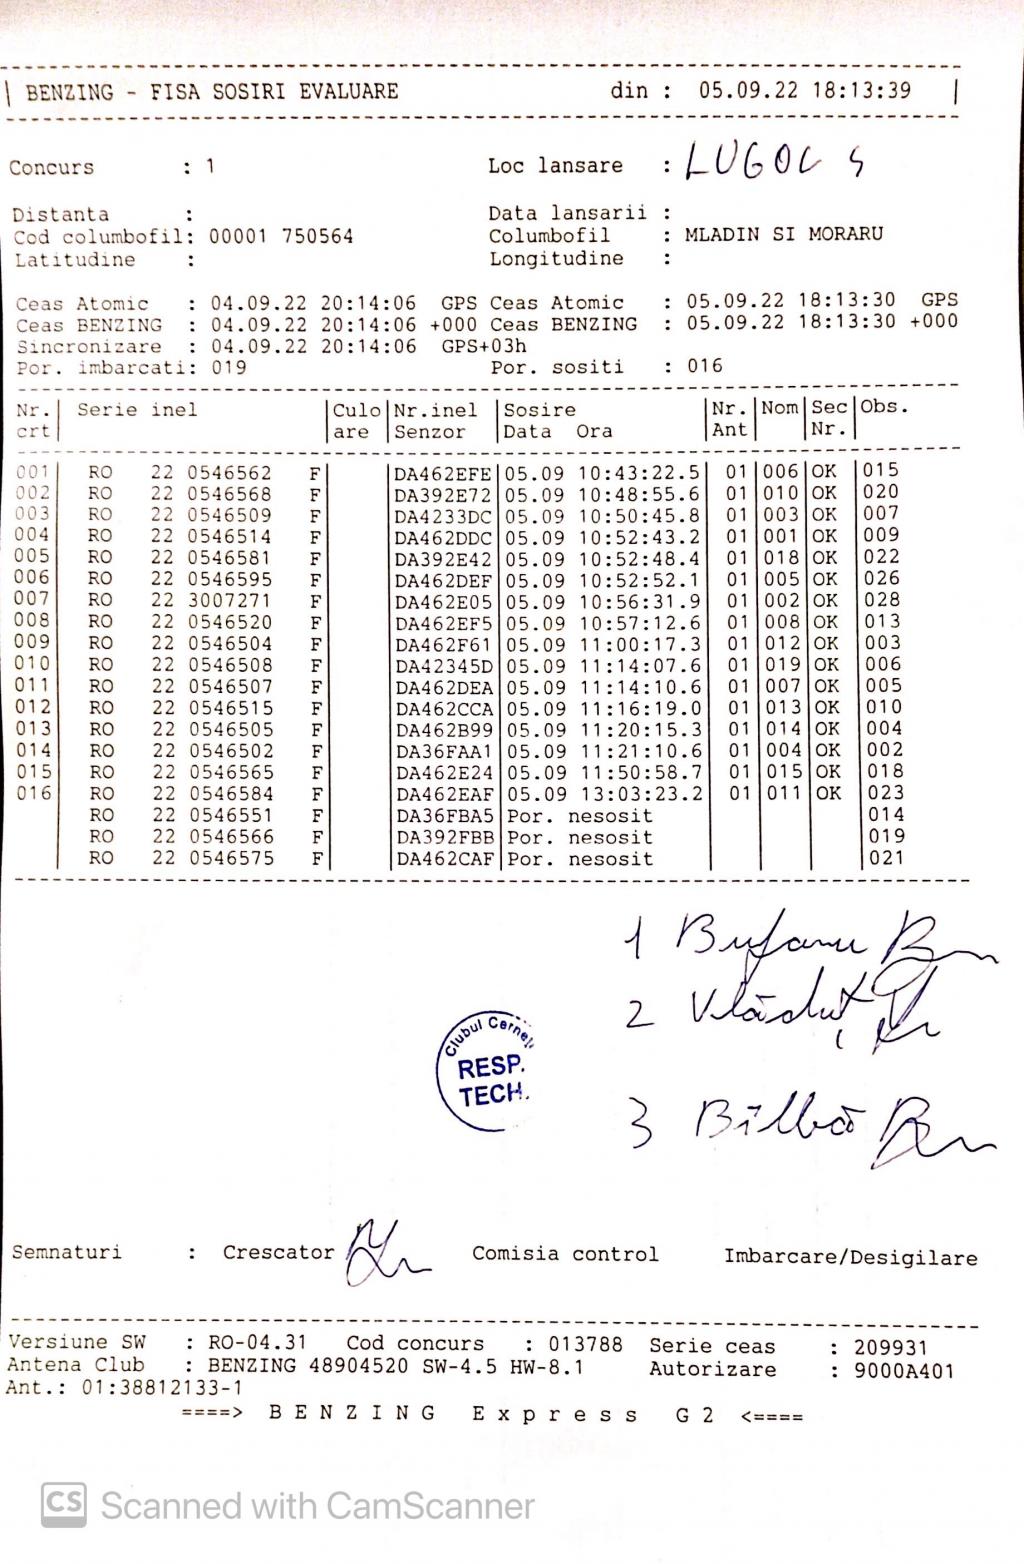 BENZING - FISA SOSIRI EVALUARE din : 05.09.22 18:13:39
Concurs : 1 Loc lansare : LUGOJ 5
Distanta : Data lansarii :
Cod columbofil: 00001 750564 Columbofil : MLADIN SI MORARU
Latitudine : Longitudine :
Ceas Atomic : 04.09.22 20:14:06 GPS Ceas Atomic : 05.09.22 18:13:30 GPS
Ceas BENZING : 04.09.22 20:14:06 +000 Ceas BENZING : 05.09.22 18:13:30 +000
Sincronizare : 04.09.22 20:14:06 GPS+03h
Por. imbarcati: 019 Por. sositi : 016
Nr. Serie inel Culo Nr.inel Sosire Nr. Nom Sec Obs.
crt are Senzor Data Ora Ant Nr.
001 RO 22 0546562 F DA462EFE 05.09 10:43:22.5 01 006 OK 015
002 RO 22 0546568 F DA392E72 05.09 10:48:55.6 01 010 OK 020
003 RO 22 0546509 F DA4233DC 05.09 10:50:45.8 01 003 OK 007
004 RO 22 0546514 F DA462DDC 05.09 10:52:43.2 01 001 OK 009
005 RO 22 0546581 F DA392E42 05.09 10:52:48.4 01 018 OK 022
006 RO 22 0546595 F DA462DEF 05.09 10:52:52.1 01 005 OK 026
007 RO 22 3007271 F DA462E05 05.09 10:56:31.9 01 002 OK 028
008 RO 22 0546520 F DA462EF5 05.09 10:57:12.6 01 008 OK 013
009 RO 22 0546504 F DA462F61 05.09 11:00:17.3 01 012 OK 003
010 RO 22 0546508 F DA42345D 05.09 11:14:07.6 01 019 OK 006
011 RO 22 0546507 F DA462DEA 05.09 11:14:10.6 01 007 OK 005
012 RO 22 0546515 F DA462CCA 05.09 11:16:19.0 01 013 OK 010
013 RO 22 0546505 F DA462B99 05.09 11:20:15.3 01 014 OK 004
014 RO 22 0546502 F DA36FAA1 05.09 11:21:10.6 01 004 OK 002
015 RO 22 0546565 F DA462E24 05.09 11:50:58.7 01 015 OK 018
016 RO 22 0546584 F DA462EAF 05.09 13:03:23.2 01 011 OK 023
RO 22 0546551 F DA36FBA5 Por. nesosit 014
RO 22 0546566 F DA392FBB Por. nesosit 019
RO 22 0546575 F DA462CAF Por. nesosit 021
1 Bufanu
2 Vlăduț
3 Bîlbă
Clubul Cernețì
RESP.
TECH.
Semnaturi : Crescator Comisia control Imbarcare/Desigilare
Versiune SW : RO-04.31 Cod concurs : 013788 Serie ceas : 209931
Antena Club : BENZING 48904520 SW-4.5 HW-8.1 Autorizare : 9000A401
Ant.: 01:38812133-1
====> BENZING Express G2 <====
CS Scanned with CamScanner